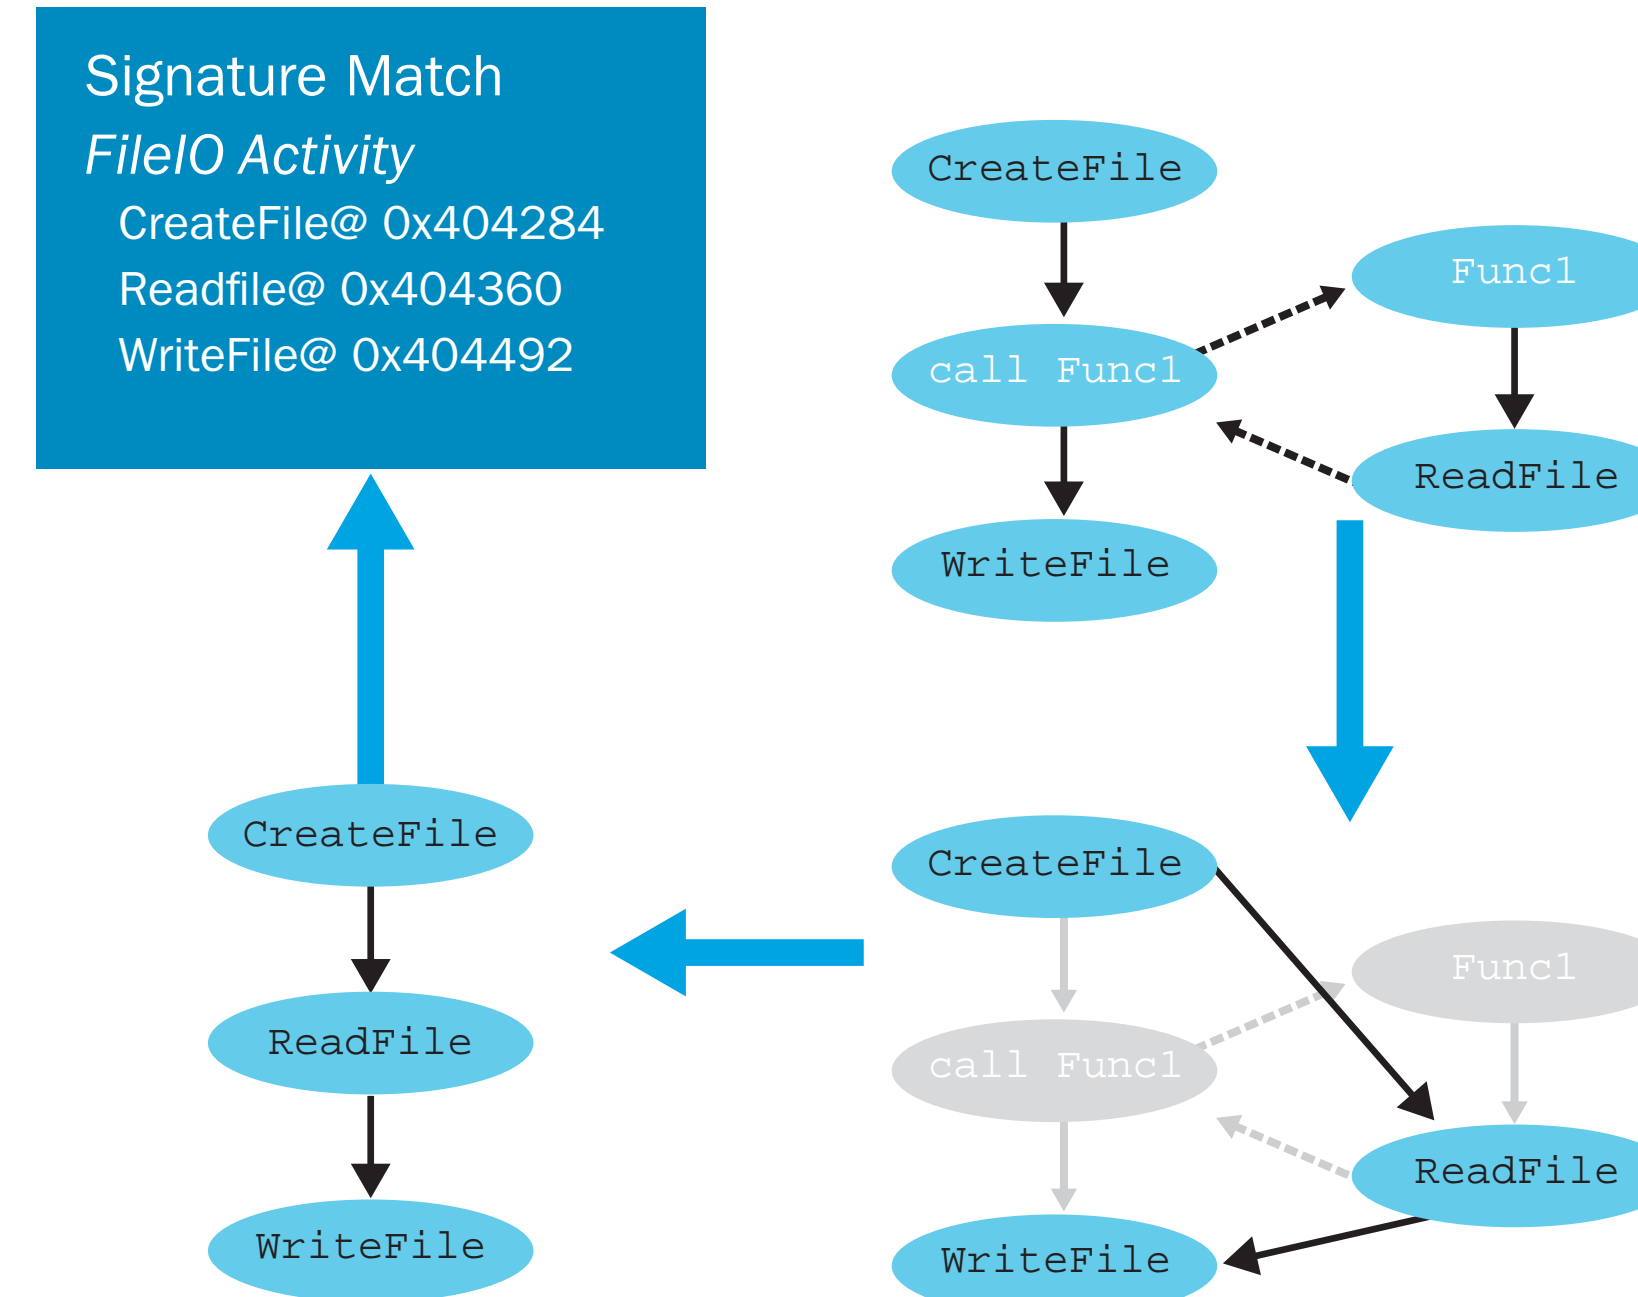 Signature Match
FileIO Activity
CreateFile@ 0x404284
Readfile@ 0x404360
WriteFile@ 0x404492
CreateFile
Func1
call Func1
ReadFile
WriteFile
CreateFile
Func1
call Func1
ReadFile
WriteFile
CreateFile
ReadFile
WriteFile